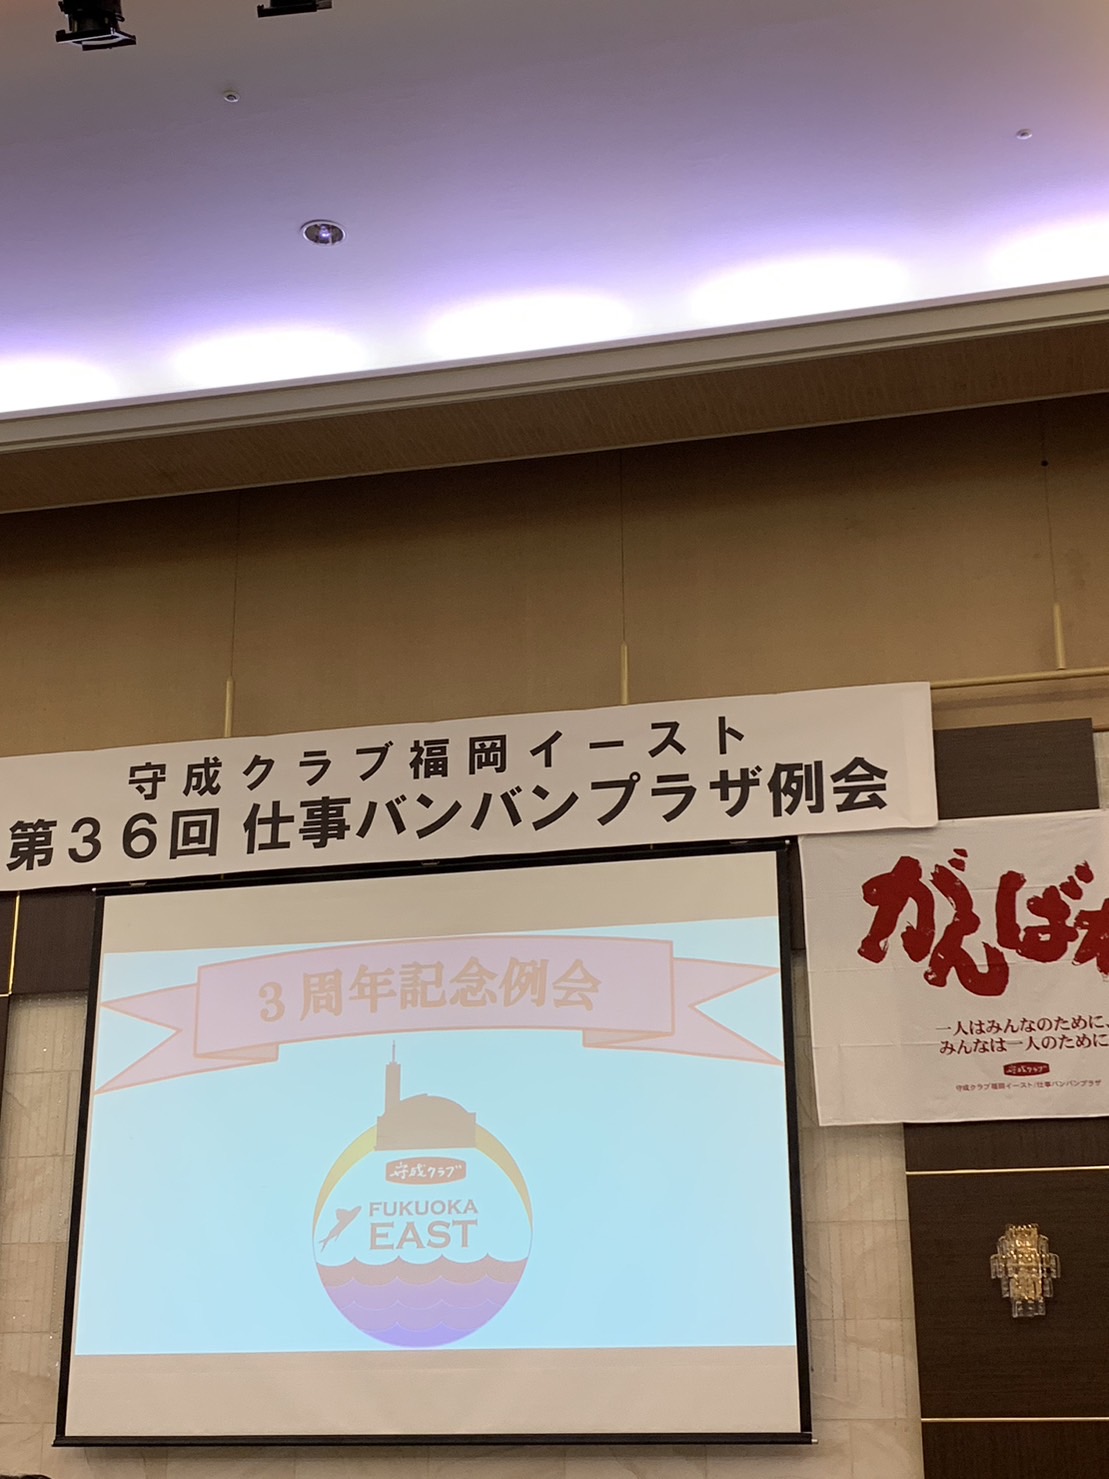 守成クラブ福岡イースト
第36回 仕事バンバンプラザ例会
3周年記念例会
守成クラブ
FUKUOKA
EAST
がんばれ
一人はみんなのために、
みんなは一人のために
守成クラブ
守成クラブ福岡イースト/仕事バンバンプラザ